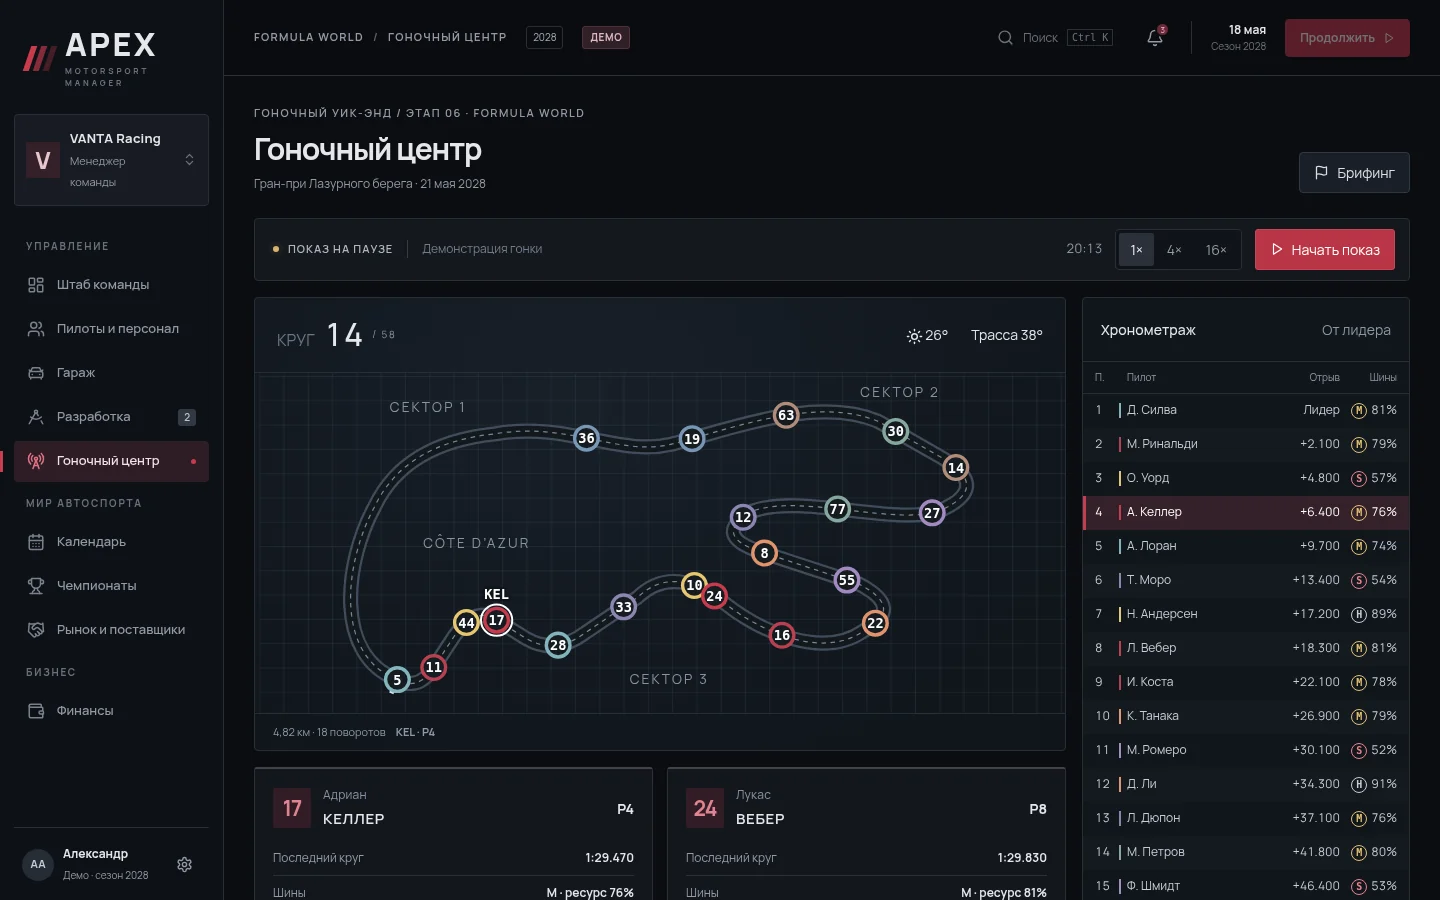 APEX
MOTORSPORT
MANAGER
V
VANTA Racing
Менеджер
команды
УПРАВЛЕНИЕ
Штаб команды
Пилоты и персонал
Гараж
Разработка 2
Гоночный центр
МИР АВТОСПОРТА
Календарь
Чемпионаты
Рынок и поставщики
БИЗНЕС
Финансы
AA
Александр
Демо · сезон 2028
FORMULA WORLD / ГОНОЧНЫЙ ЦЕНТР 2028 ДЕМО
Поиск Ctrl K
3
18 мая
Сезон 2028
Продолжить
ГОНОЧНЫЙ УИК-ЭНД / ЭТАП 06 · FORMULA WORLD
Гоночный центр
Гран-при Лазурного берега · 21 мая 2028
Брифинг
ПОКАЗ НА ПАУЗЕ Демонстрация гонки
20:13 1× 4× 16× Начать показ
КРУГ 14 / 58
26° Трасса 38°
СЕКТОР 1
СЕКТОР 2
CÔTE D'AZUR
СЕКТОР 3
36
19
63
30
14
27
77
12
8
55
22
16
24
10
33
28
KEL
17
44
11
5
4,82 км · 18 поворотов KEL · P4
17
Адриан
КЕЛЛЕР
P4
Последний круг 1:29.470
Шины M · ресурс 76%
24
Лукас
ВЕБЕР
P8
Последний круг 1:29.830
Шины M · ресурс 81%
Хронометраж От лидера
П. Пилот Отрыв Шины
1 Д. Силва Лидер M 81%
2 М. Ринальди +2.100 M 79%
3 О. Уорд +4.800 S 57%
4 А. Келлер +6.400 M 76%
5 А. Лоран +9.700 M 74%
6 Т. Моро +13.400 S 54%
7 Н. Андерсен +17.200 H 89%
8 Л. Вебер +18.300 M 81%
9 И. Коста +22.100 M 78%
10 К. Танака +26.900 M 79%
11 М. Ромеро +30.100 S 52%
12 Д. Ли +34.300 H 91%
13 Л. Дюпон +37.100 M 76%
14 М. Петров +41.800 M 80%
15 Ф. Шмидт +46.400 S 53%